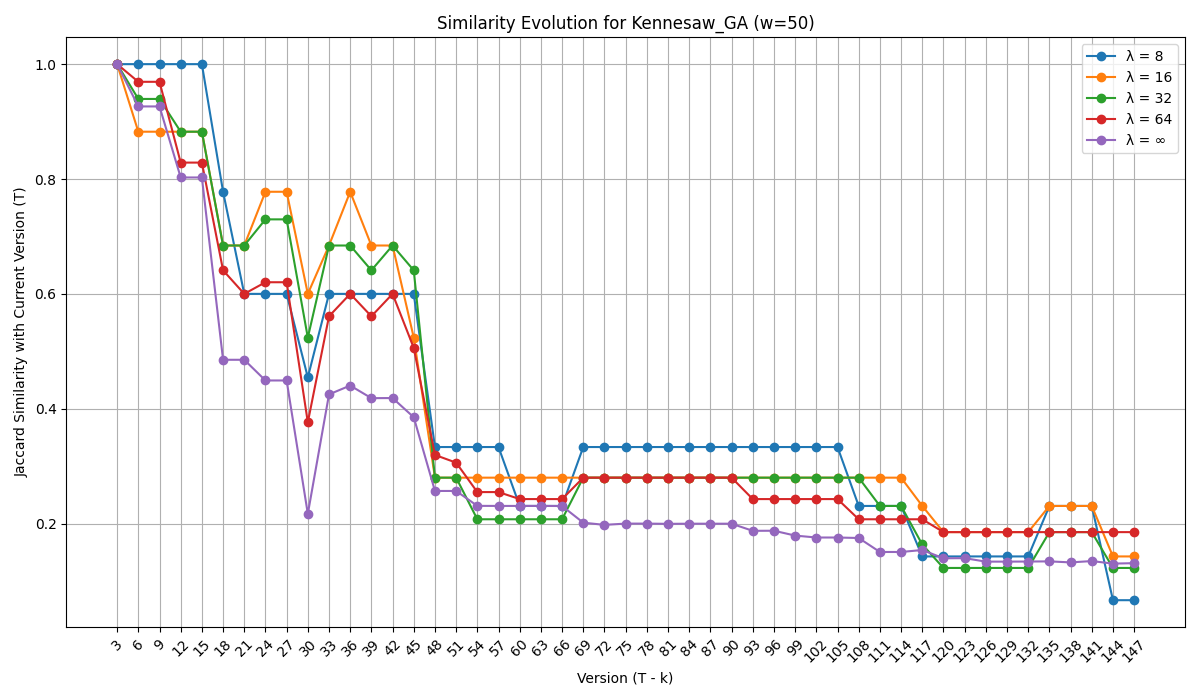 Similarity Evolution for Kennesaw_GA (w=50)
λ = 8
λ = 16
λ = 32
λ = 64
λ = ∞
Jaccard Similarity with Current Version (T)
1.0
0.8
0.6
0.4
0.2
3 6 9 12 15 18 21 24 27 30 33 36 39 42 45 48 51 54 57 60 63 66 69 72 75 78 81 84 87 90 93 96 99 102 105 108 111 114 117 120 123 126 129 132 135 138 141 144 147
Version (T - k)